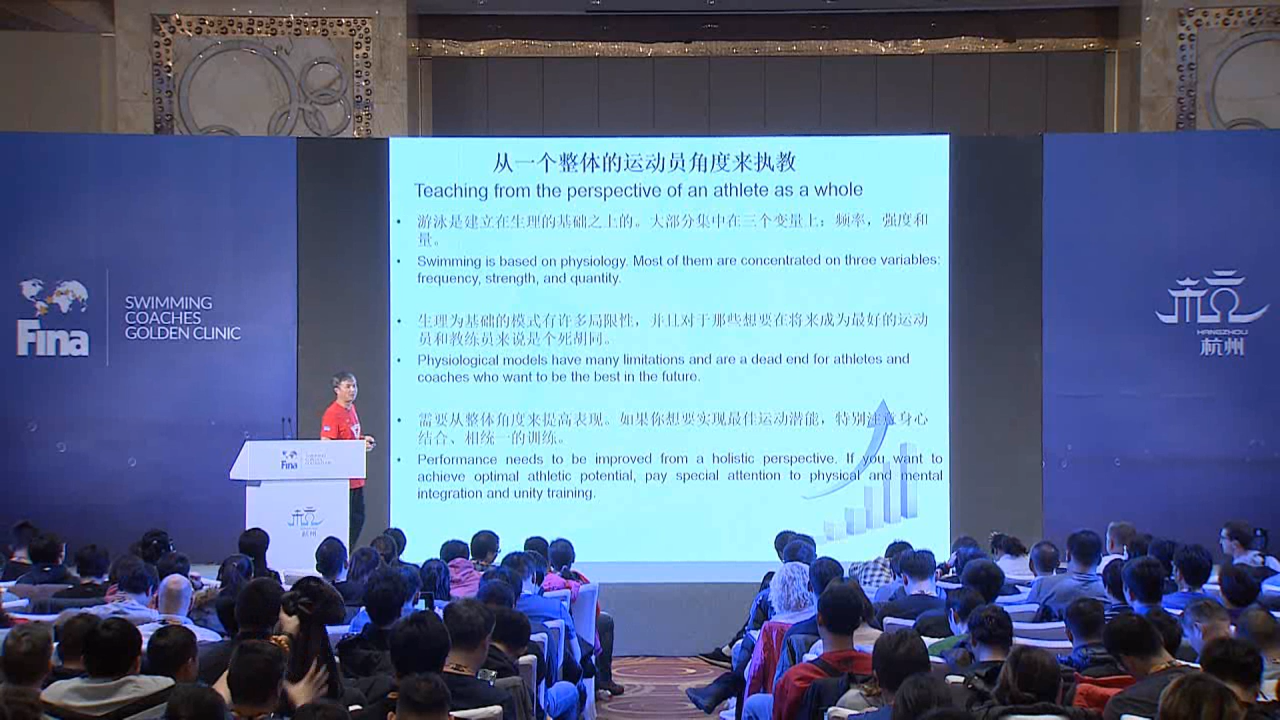 从一个整体的运动员角度来执教
Teaching from the perspective of an athlete as a whole
• 游泳是建立在生理的基础之上的。大部分集中在三个变量上：频率，强度和
量。
• Swimming is based on physiology. Most of them are concentrated on three variables:
frequency, strength, and quantity.
• 生理为基础的模式有许多局限性，并且对于那些想要在将来成为最好的运动
员和教练员来说是个死胡同。
• Physiological models have many limitations and are a dead end for athletes and
coaches who want to be the best in the future.
• 需要从整体角度来提高表现。如果你想要实现最佳运动潜能，特别注意身心
结合、相统一的训练。
• Performance needs to be improved from a holistic perspective. If you want to
achieve optimal athletic potential, pay special attention to physical and mental
integration and unity training.
Fina
SWIMMING
COACHES
GOLDEN CLINIC
HANGZHOU
杭州
Fina
杭州